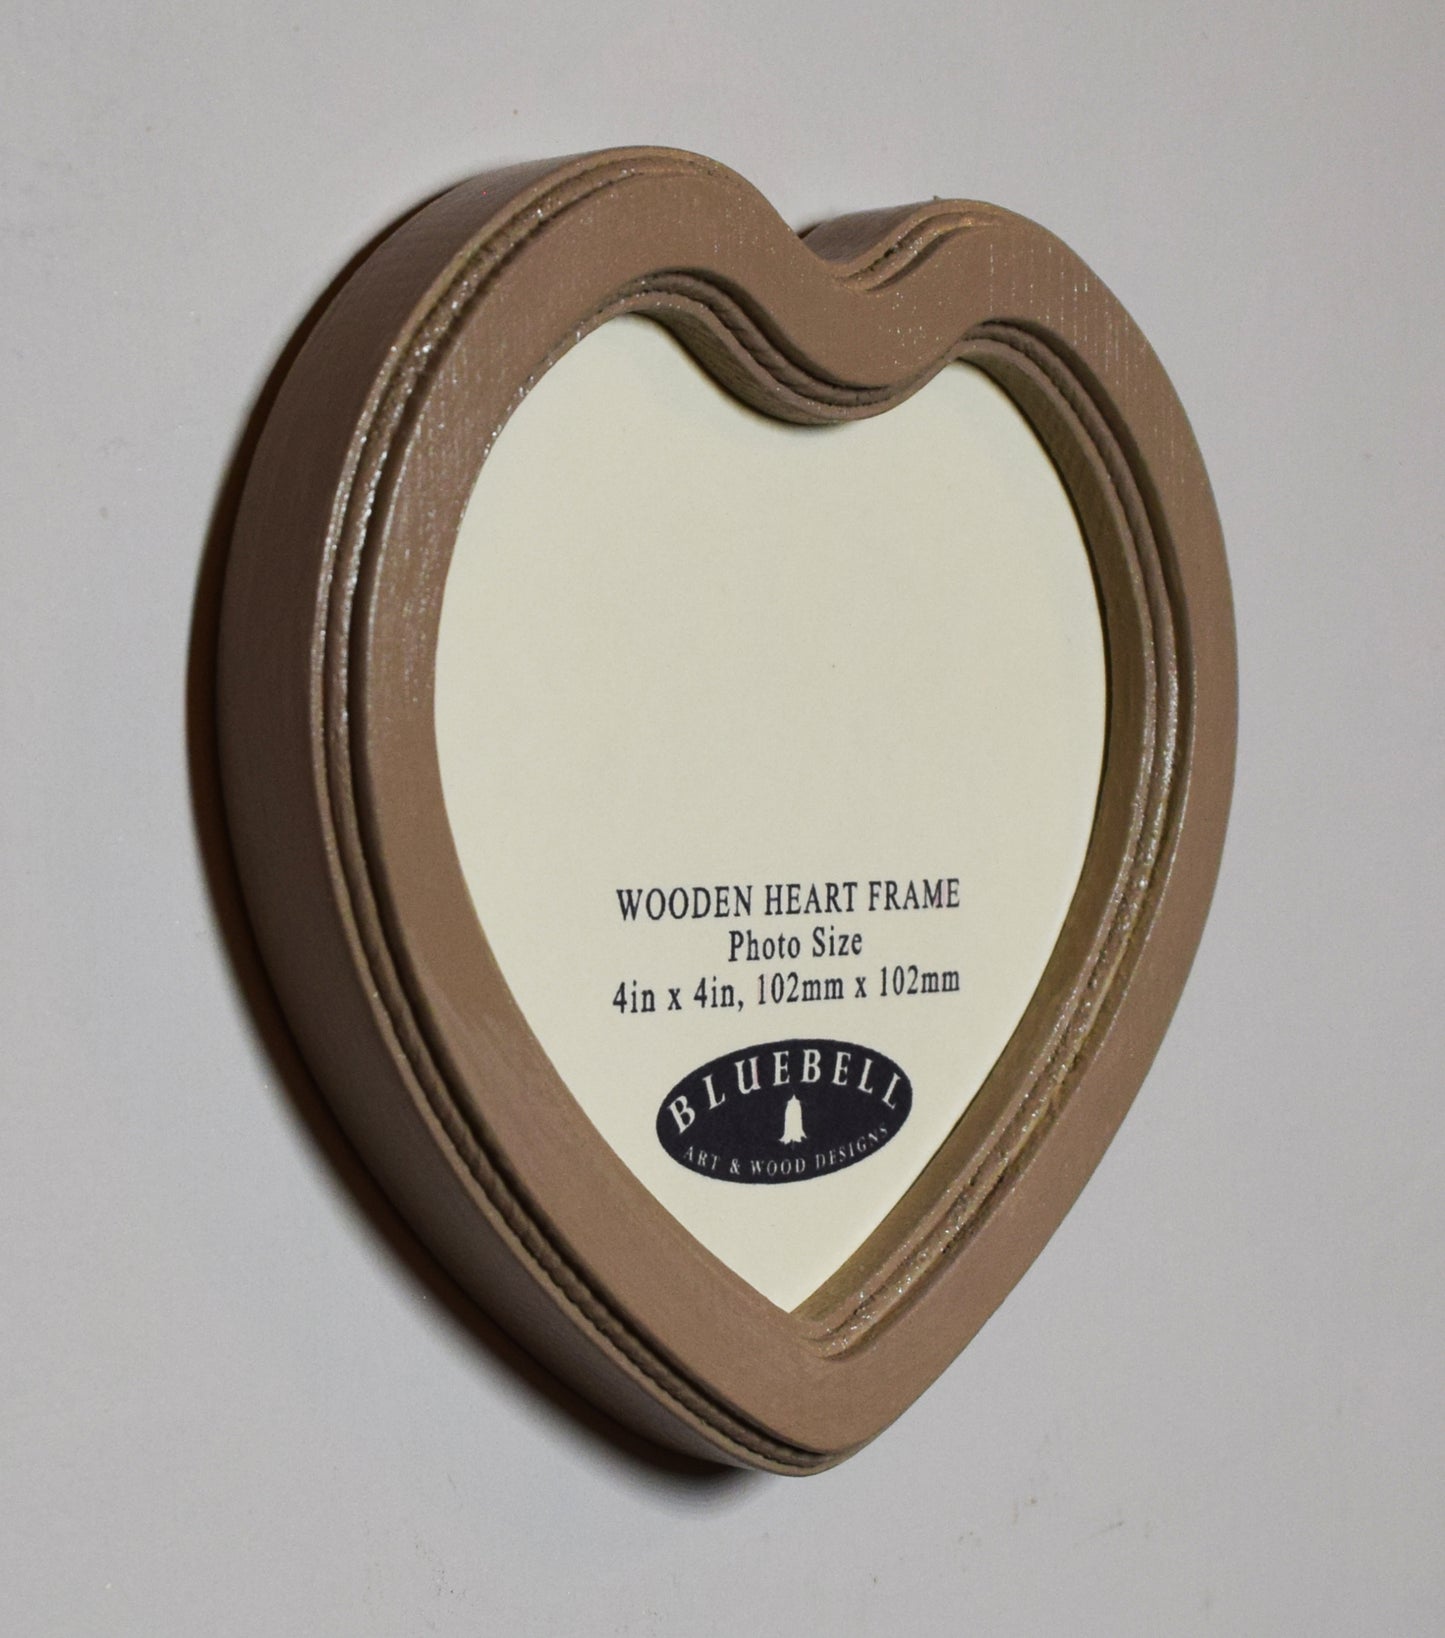 WOODEN HEART FRAME
Photo Size
4in x 4in, 102mm x 102mm
BLUEBELL
ART & WOOD DESIGNS